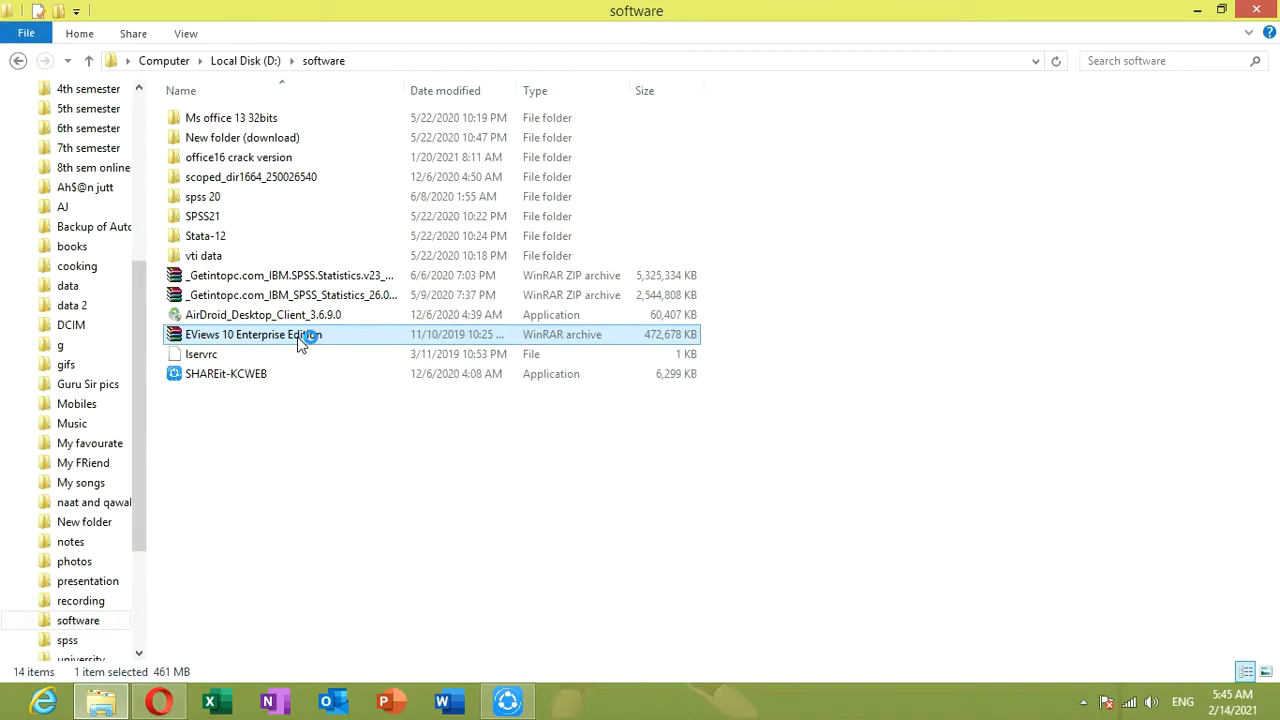 software
File Home Share View
Computer Local Disk (D:) software Search software
Name Date modified Type Size
4th semester
5th semester
6th semester
7th semester
8th sem online
Ah$@n jutt
AJ
Backup of Auto
books
cooking
data
data 2
DCIM
g
gifs
Guru Sir pics
Mobiles
Music
My favourate
My FRiend
My songs
naat and qawal
New folder
notes
photos
presentation
recording
software
spss
university
Ms office 13 32bits 5/22/2020 10:19 PM File folder
New folder (download) 5/22/2020 10:47 PM File folder
office16 crack version 1/20/2021 8:11 AM File folder
scoped_dir1664_250026540 12/6/2020 4:50 AM File folder
spss 20 6/8/2020 1:55 AM File folder
SPSS21 5/22/2020 10:22 PM File folder
Stata-12 5/22/2020 10:24 PM File folder
vti data 5/22/2020 10:18 PM File folder
_Getintopc.com_IBM.SPSS.Statistics.v23_... 6/6/2020 7:03 PM WinRAR ZIP archive 5,325,334 KB
_Getintopc.com_IBM_SPSS_Statistics_26.0... 5/9/2020 7:37 PM WinRAR ZIP archive 2,544,808 KB
AirDroid_Desktop_Client_3.6.9.0 12/6/2020 4:39 AM Application 60,407 KB
EViews 10 Enterprise Edition 11/10/2019 10:25 ... WinRAR archive 472,678 KB
lservrc 3/11/2019 10:53 PM File 1 KB
SHAREit-KCWEB 12/6/2020 4:08 AM Application 6,299 KB
14 items 1 item selected 461 MB
ENG 5:45 AM
2/14/2021